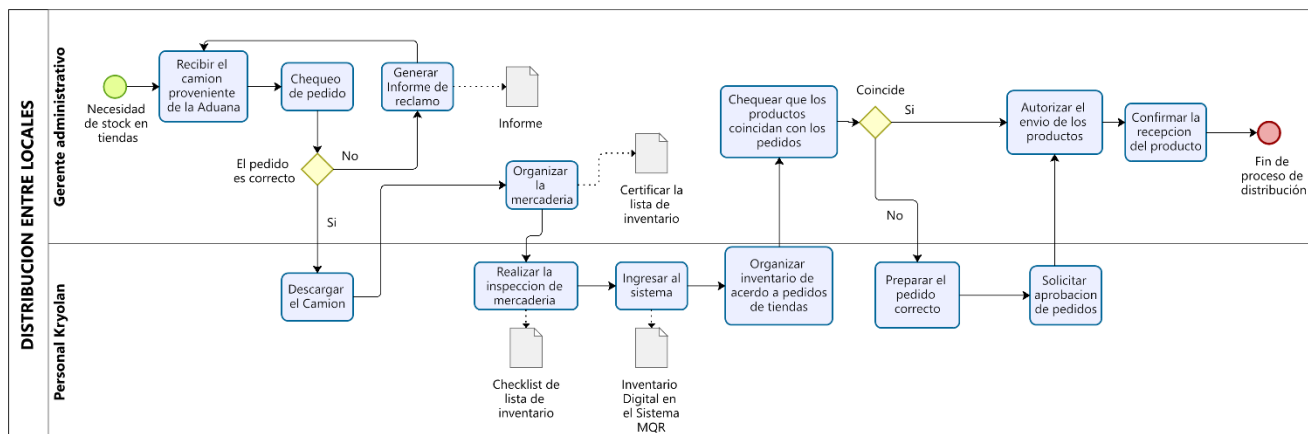 DISTRIBUCION ENTRE LOCALES
Gerente administrativo
Necesidad
de stock en
tiendas
Recibir el
camion
proveniente
de la Aduana
Chequeo
de pedido
Generar
Informe de
reclamo
Informe
El pedido
es correcto
No
Si
Organizar
la
mercaderia
Certificar la
lista de
inventario
Chequear que los
productos
coincidan con los
pedidos
Coincide
Si
No
Autorizar el
envio de los
productos
Confirmar la
recepcion
del producto
Fin de
proceso de
distribución
Personal Kryolan
Descargar
el Camion
Realizar la
inspeccion de
mercaderia
Checklist de
lista de
inventario
Ingresar al
sistema
Inventario
Digital en
el Sistema
MQR
Organizar
inventario de
acerdo a pedidos
de tiendas
Preparar el
pedido
correcto
Solicitar
aprobacion
de pedidos